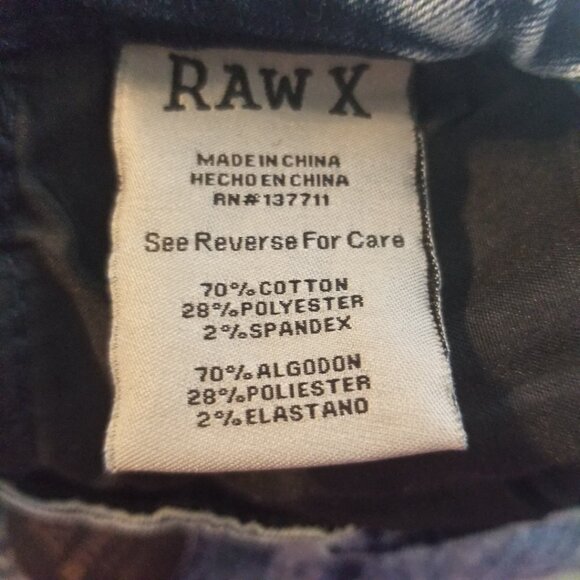 RAW X
MADE IN CHINA
HECHO EN CHINA
RN#137711
See Reverse For Care
70% COTTON
28% POLYESTER
2% SPANDEX
70% ALGODON
28% POLIESTER
2% ELASTANO